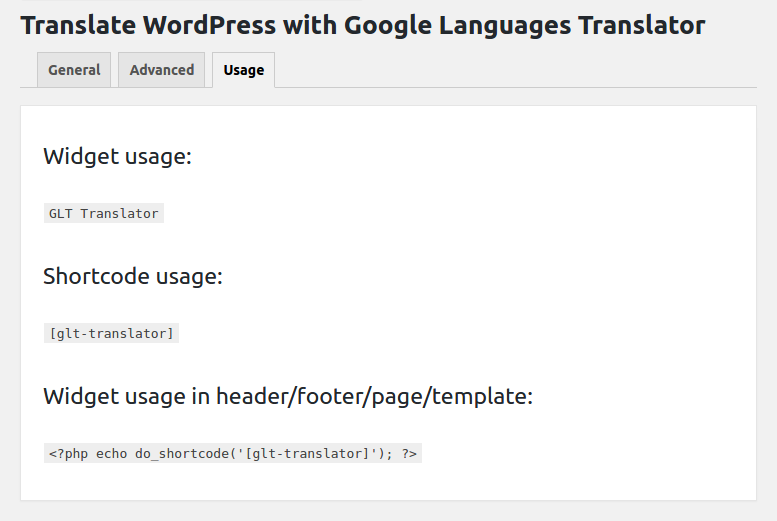 Translate WordPress with Google Languages Translator
General Advanced Usage
Widget usage:
GLT Translator
Shortcode usage:
[glt-translator]
Widget usage in header/footer/page/template:
<?php echo do_shortcode('[glt-translator]'); ?>